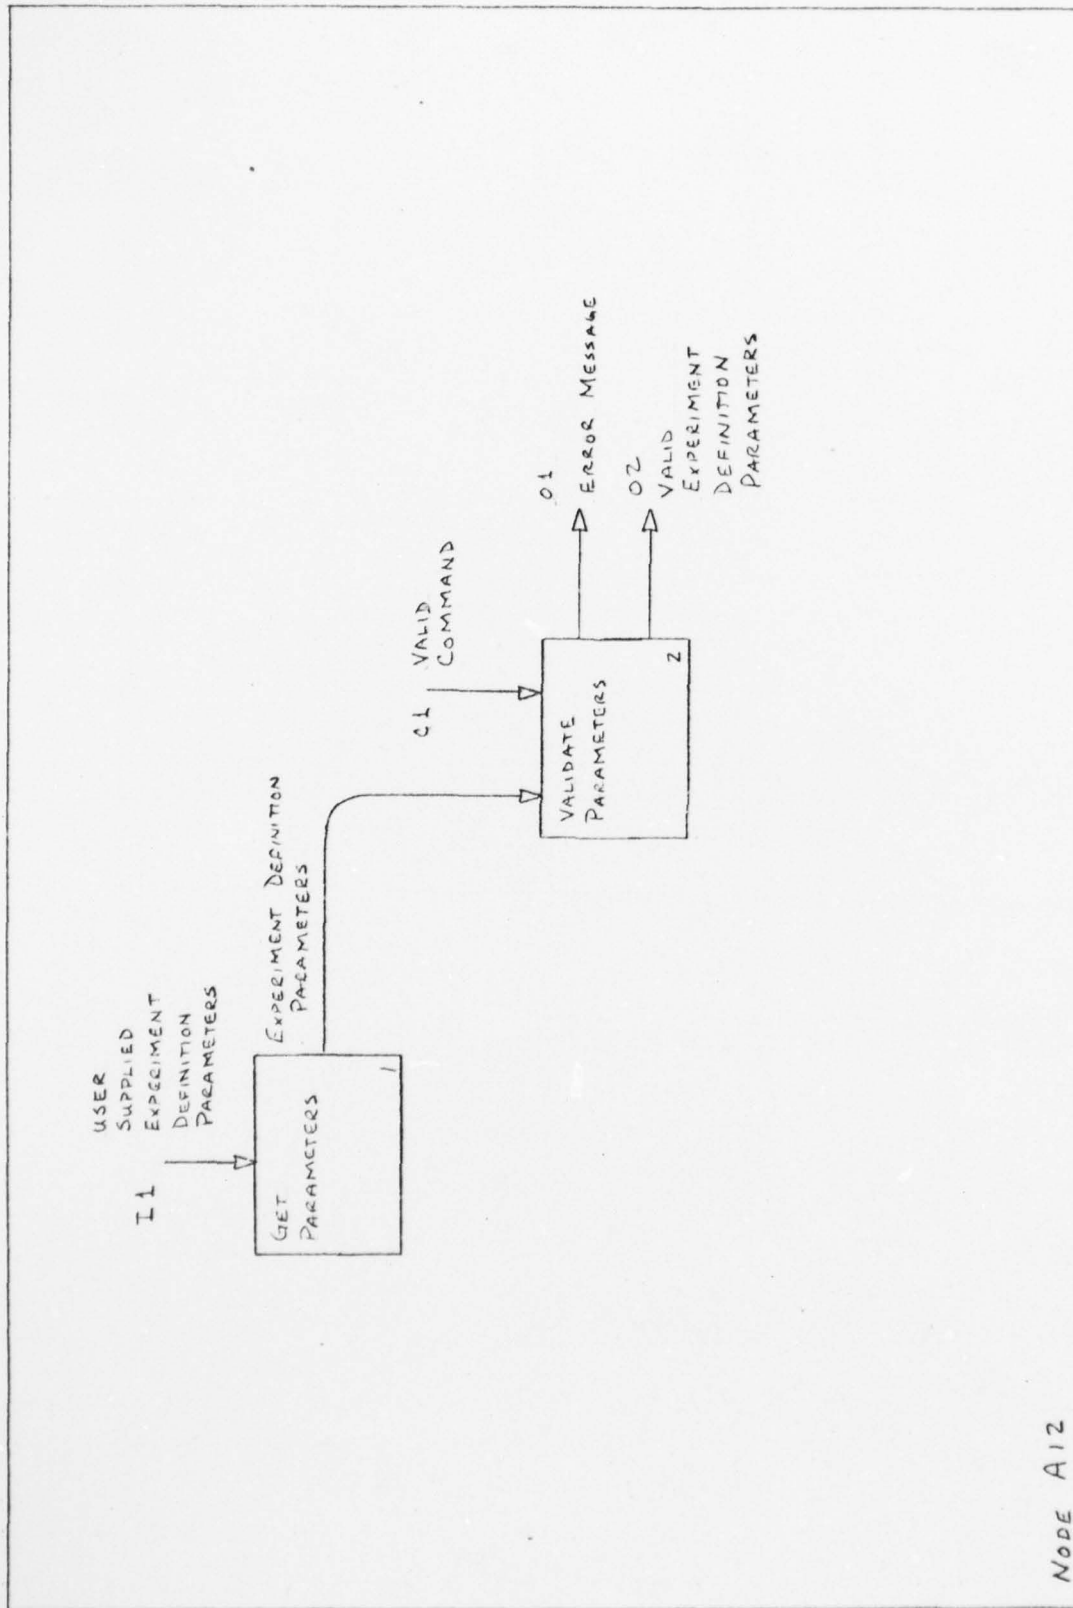 I1
USER
SUPPLIED
EXPERIMENT
DEFINITION
PARAMETERS
GET
PARAMETERS
1
EXPERIMENT DEFINITION
PARAMETERS
C1
VALID
COMMAND
VALIDATE
PARAMETERS
2
O1
ERROR MESSAGE
O2
VALID
EXPERIMENT
DEFINITION
PARAMETERS
NODE A12